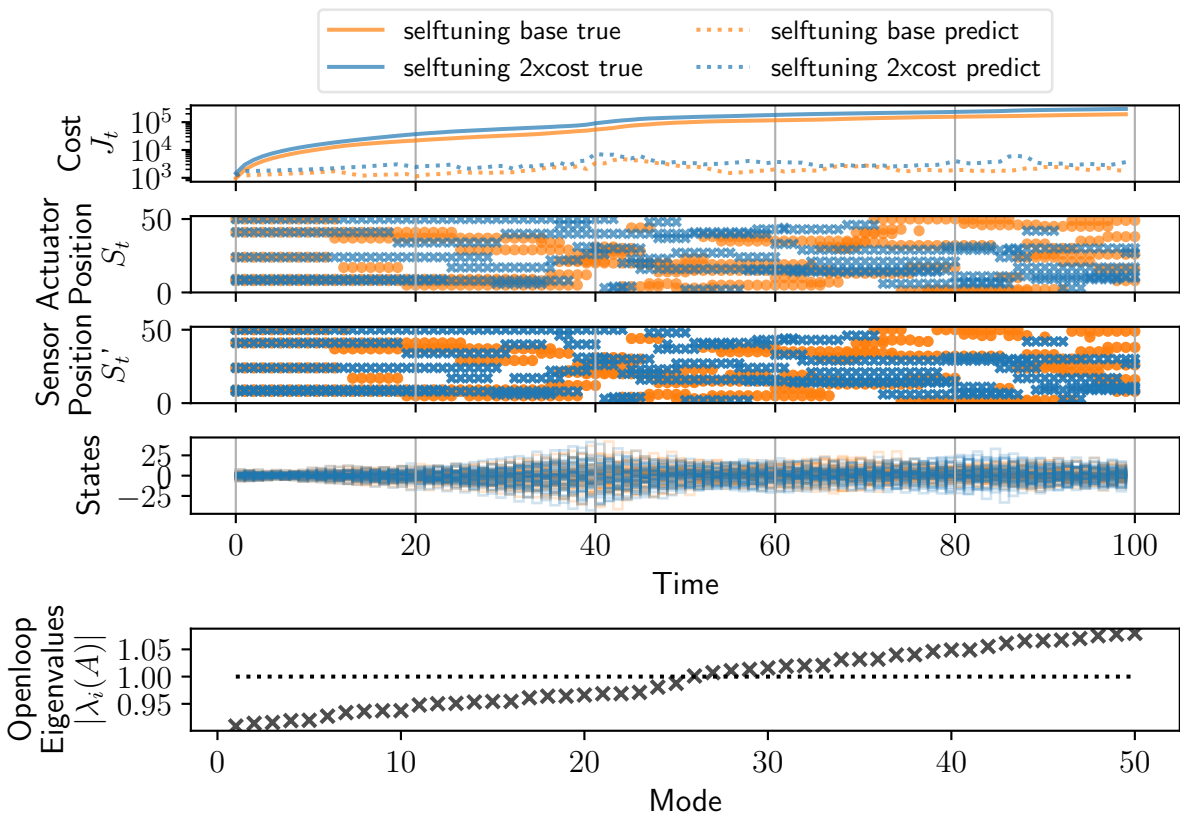 selftuning base true
selftuning 2xcost true
selftuning base predict
selftuning 2xcost predict
Cost
J_t
10^5
10^4
10^3
Actuator
Position
S_t
50
0
Sensor
Position
S_t'
50
0
States
25
0
−25
0 20 40 60 80 100
Time
Openloop
Eigenvalues
|λ_i(A)|
1.05
1.00
0.95
0 10 20 30 40 50
Mode